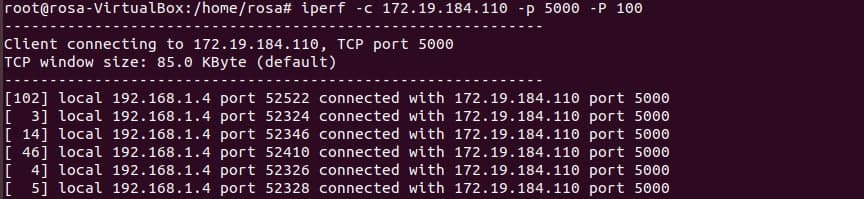 root@rosa-VirtualBox:/home/rosa# iperf -c 172.19.184.110 -p 5000 -P 100
------------------------------------------------------------
Client connecting to 172.19.184.110, TCP port 5000
TCP window size: 85.0 KByte (default)
------------------------------------------------------------
[102] local 192.168.1.4 port 52522 connected with 172.19.184.110 port 5000
[  3] local 192.168.1.4 port 52324 connected with 172.19.184.110 port 5000
[ 14] local 192.168.1.4 port 52346 connected with 172.19.184.110 port 5000
[ 46] local 192.168.1.4 port 52410 connected with 172.19.184.110 port 5000
[  4] local 192.168.1.4 port 52326 connected with 172.19.184.110 port 5000
[  5] local 192.168.1.4 port 52328 connected with 172.19.184.110 port 5000